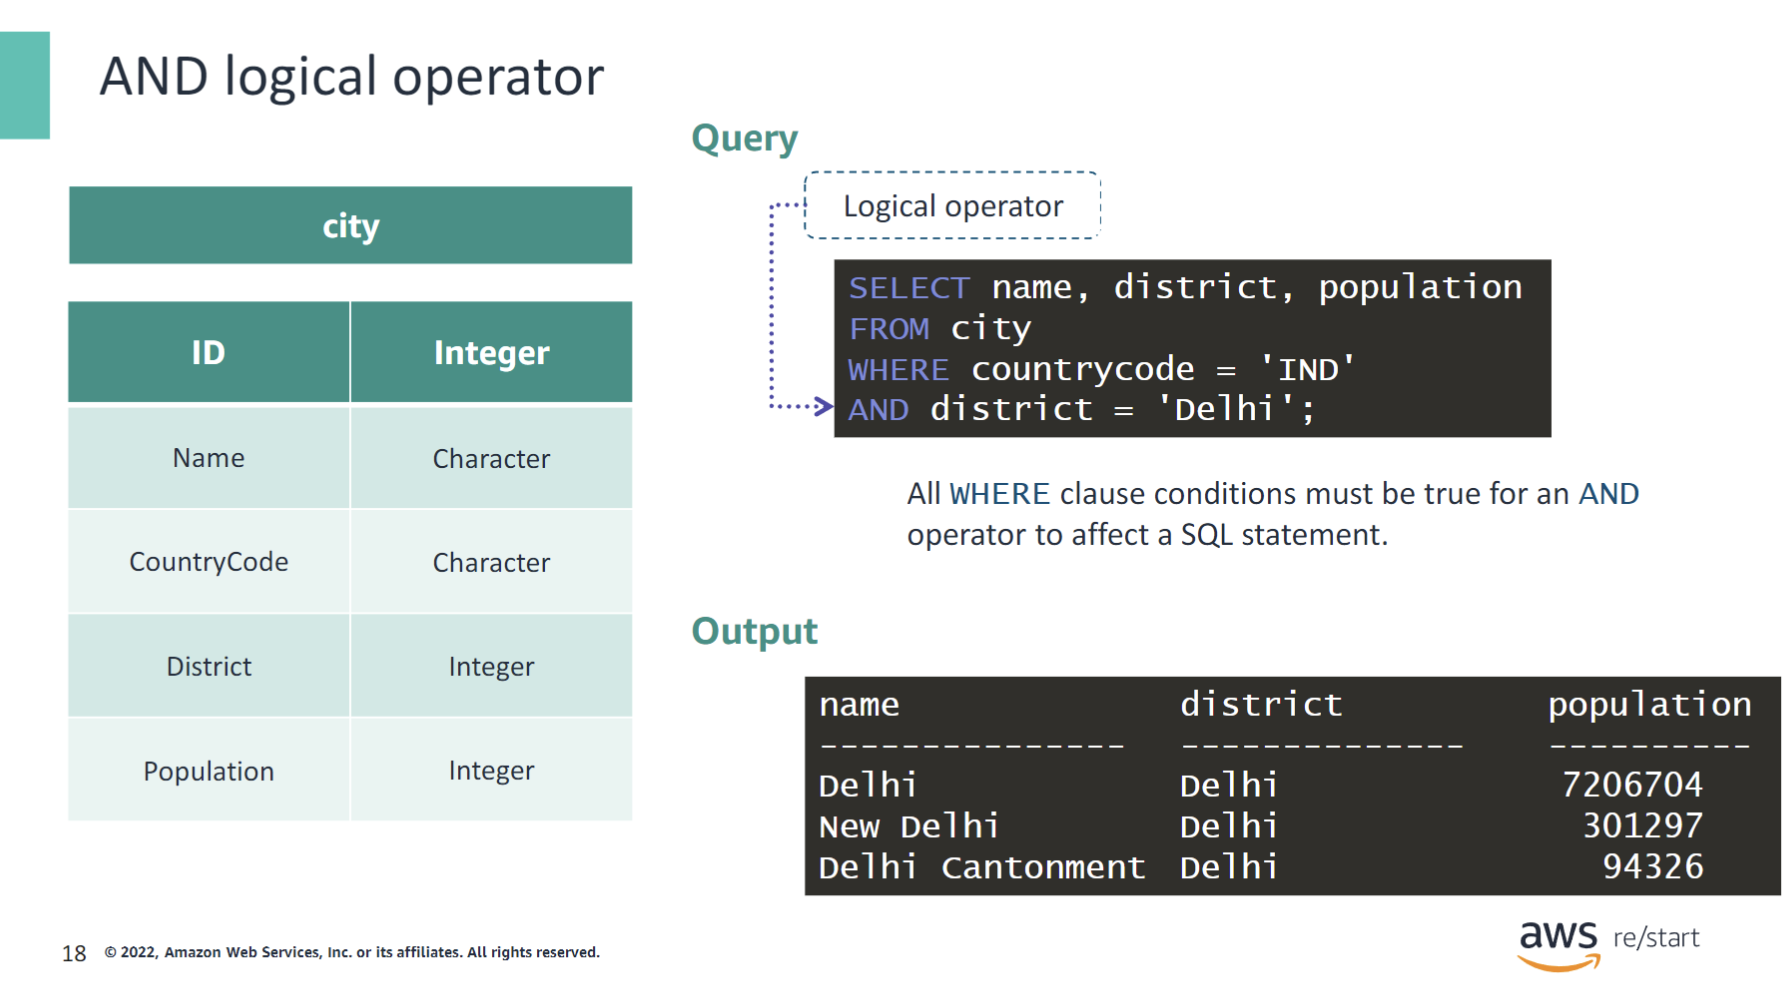 AND logical operator
city
ID Integer
Name Character
CountryCode Character
District Integer
Population Integer
Query
Logical operator
SELECT name, district, population
FROM city
WHERE countrycode = 'IND'
AND district = 'Delhi';
All WHERE clause conditions must be true for an AND
operator to affect a SQL statement.
Output
name district population
--------------- -------------- ----------
Delhi Delhi 7206704
New Delhi Delhi 301297
Delhi Cantonment Delhi 94326
18 © 2022, Amazon Web Services, Inc. or its affiliates. All rights reserved.
aws re/start